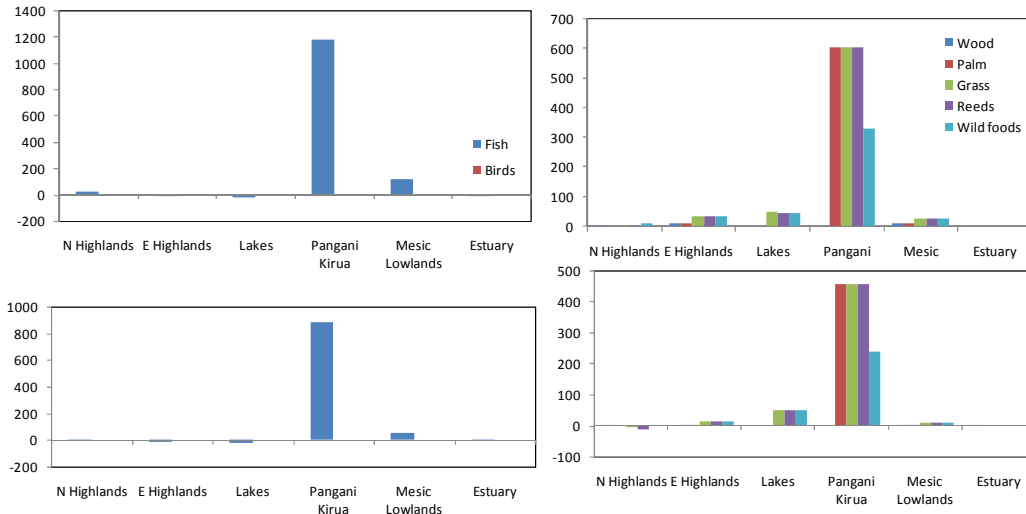 1400
1200
1000
800
600
400
200
0
-200
Fish
Birds
N Highlands E Highlands Lakes Pangani Mesic Estuary
Kirua Lowlands
700
600
500
400
300
200
100
0
Wood
Palm
Grass
Reeds
Wild foods
N Highlands E Highlands Lakes Pangani Mesic Estuary
1000
800
600
400
200
0
-200
N Highlands E Highlands Lakes Pangani Mesic Estuary
Kirua Lowlands
500
400
300
200
100
0
-100
N Highlands E Highlands Lakes Pangani Mesic Estuary
Kirua Lowlands